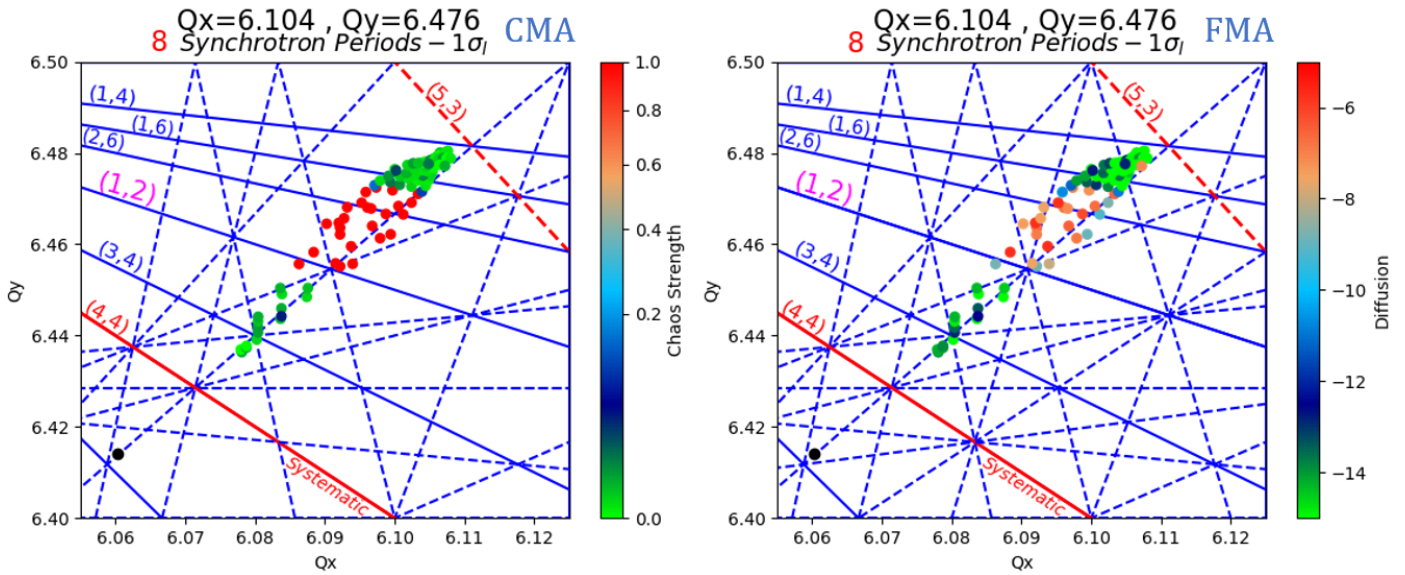 Qx=6.104 , Qy=6.476 CMA
8 Synchrotron Periods − 1σl
6.50
6.48
6.46
6.44
6.42
6.40
Qy
(1,4)
(1,6)
(2,6)
(1,2)
(3,4)
(4,4)
(5,3)
Systematic
6.06 6.07 6.08 6.09 6.10 6.11 6.12
Qx
1.0
0.8
0.6
0.4
0.2
0.0
Chaos Strength
Qx=6.104 , Qy=6.476 FMA
8 Synchrotron Periods − 1σl
6.50
6.48
6.46
6.44
6.42
6.40
Qy
(1,4)
(1,6)
(2,6)
(1,2)
(3,4)
(4,4)
(5,3)
Systematic
6.06 6.07 6.08 6.09 6.10 6.11 6.12
Qx
−6
−8
−10
−12
−14
Diffusion